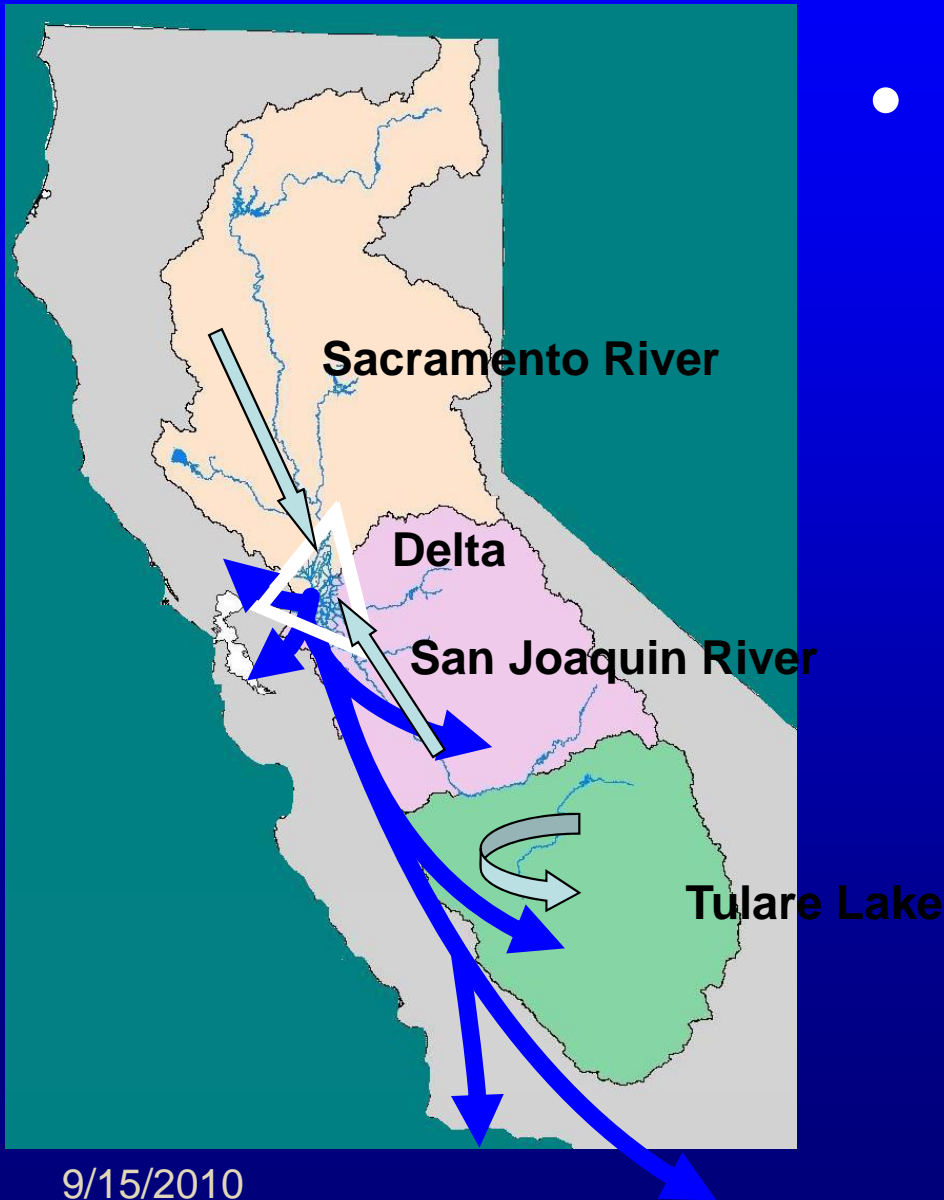 Sacramento River
Delta
San Joaquin River
Tulare Lake
9/15/2010